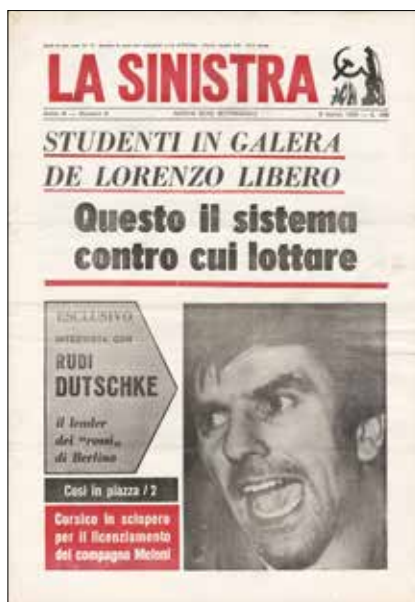 LA SINISTRA
STUDENTI IN GALERA
DE LORENZO LIBERO
Questo il sistema
contro cui lottare
ESCLUSIVO
INTERVISTA CON
RUDI
DUTSCHKE
il leader
dei "rossi"
di Berlino
Così in piazza / 2
Corsico in sciopero
per il licenziamento
del compagno Meloni